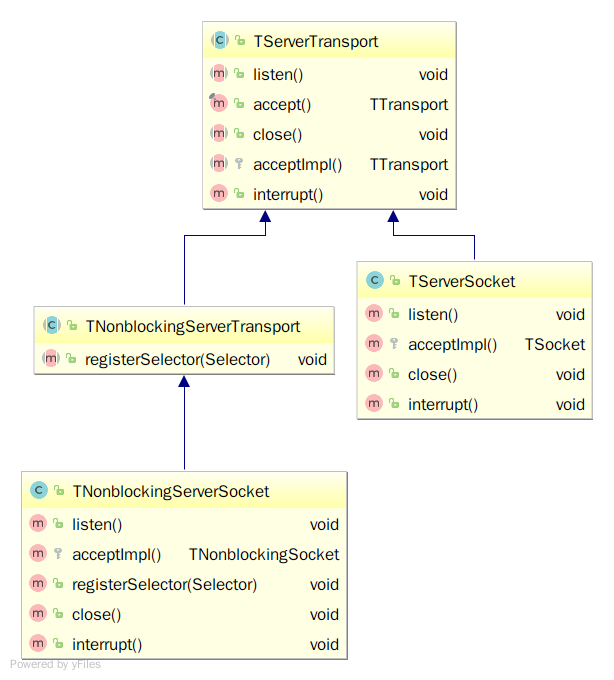 TServerTransport
listen() void
accept() TTransport
close() void
acceptImpl() TTransport
interrupt() void
TServerSocket
listen() void
acceptImpl() TSocket
close() void
interrupt() void
TNonblockingServerTransport
registerSelector(Selector) void
TNonblockingServerSocket
listen() void
acceptImpl() TNonblockingSocket
registerSelector(Selector) void
close() void
interrupt() void
Powered by yFiles